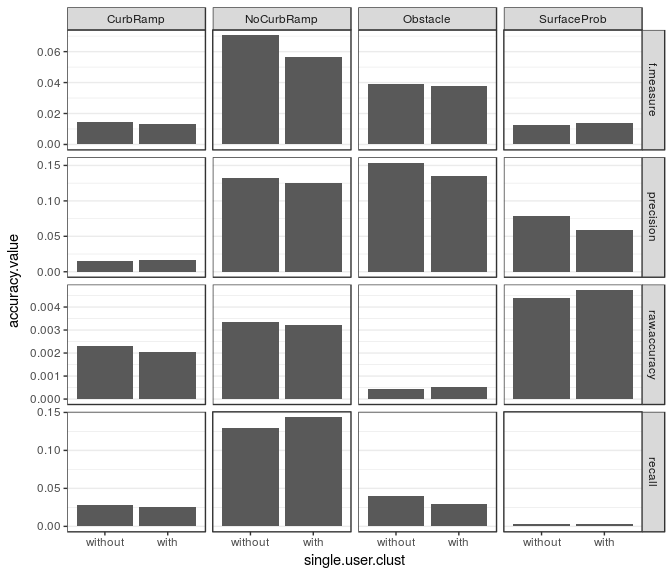 CurbRamp NoCurbRamp Obstacle SurfaceProb
0.06
0.04
0.02
0.00
f.measure
0.15
0.10
0.05
0.00
precision
0.004
0.003
0.002
0.001
0.000
raw.accuracy
0.15
0.10
0.05
0.00
recall
accuracy.value
without with without with without with without with
single.user.clust